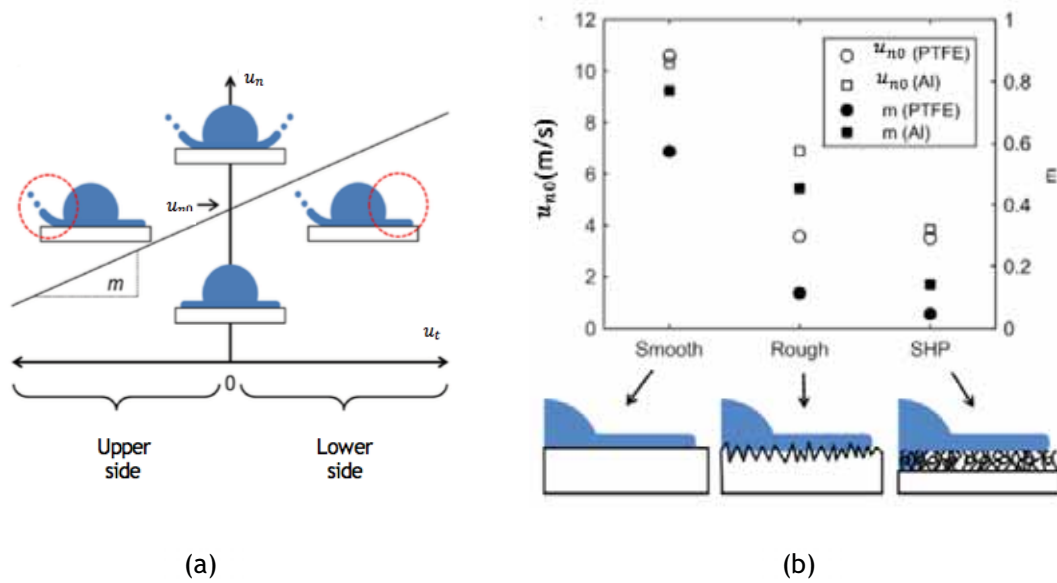 u_n
u_n0
m
u_t
0
Upper
side
Lower
side
(a)
12
10
8
6
4
2
0
u_n0(m/s)
1
0.8
0.6
0.4
0.2
0
m
u_n0 (PTFE)
u_n0 (Al)
m (PTFE)
m (Al)
Smooth
Rough
SHP
(b)